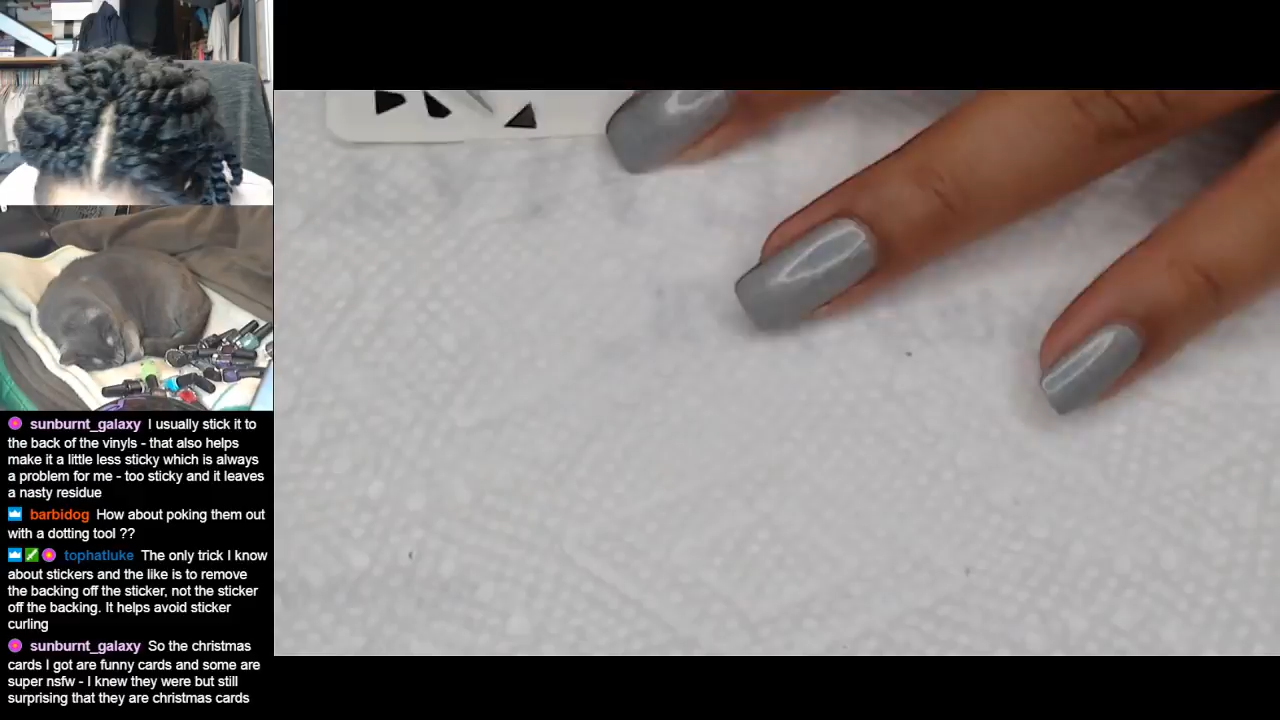 sunburnt_galaxy I usually stick it to
the back of the vinyls - that also helps
make it a little less sticky which is always
a problem for me - too sticky and it leaves
a nasty residue
barbidog How about poking them out
with a dotting tool ??
tophatluke The only trick I know
about stickers and the like is to remove
the backing off the sticker, not the sticker
off the backing. It helps avoid sticker
curling
sunburnt_galaxy So the christmas
cards I got are funny cards and some are
super nsfw - I knew they were but still
surprising that they are christmas cards